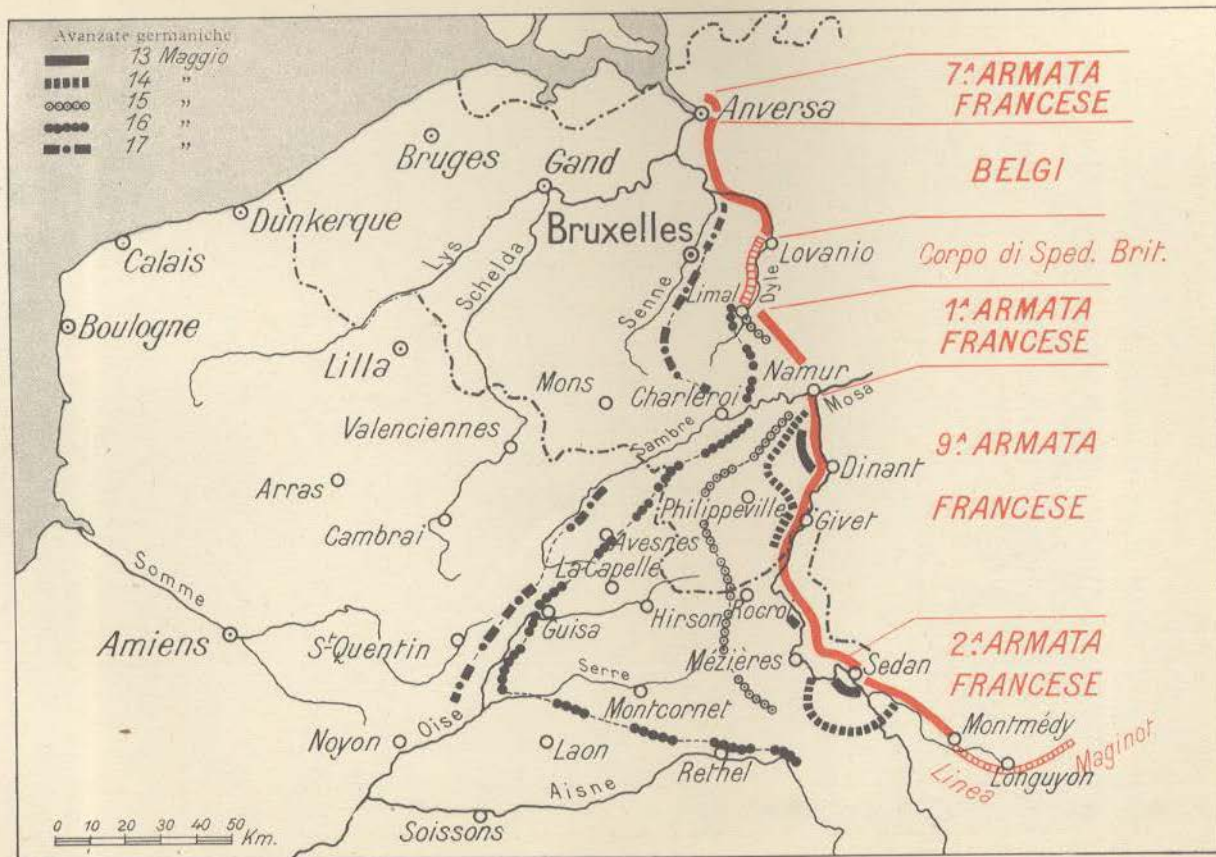 Avanzate germaniche
13 Maggio
14 "
15 "
16 "
17 "
7ª ARMATA
FRANCESE
Anversa
BELGI
Bruges
Gand
Dunkerque
Bruxelles
Lovanio
Corpo di Sped. Brit.
Calais
Lys
Schelda
Senne
Dyle
Limal
1ª ARMATA
FRANCESE
Boulogne
Lilla
Mons
Charleroi
Namur
Mosa
Valenciennes
Sambre
9ª ARMATA
FRANCESE
Dinant
Arras
Philippeville
Givet
Cambrai
Avesnes
La Capelle
Somme
Guisa
Hirson
Rocroi
Amiens
St Quentin
Mézières
Sedan
2ª ARMATA
FRANCESE
Serre
Montcornet
Montmédy
Noyon
Oise
Laon
Rethel
Linea Maginot
Longuyon
Aisne
Soissons
0 10 20 30 40 50 Km.